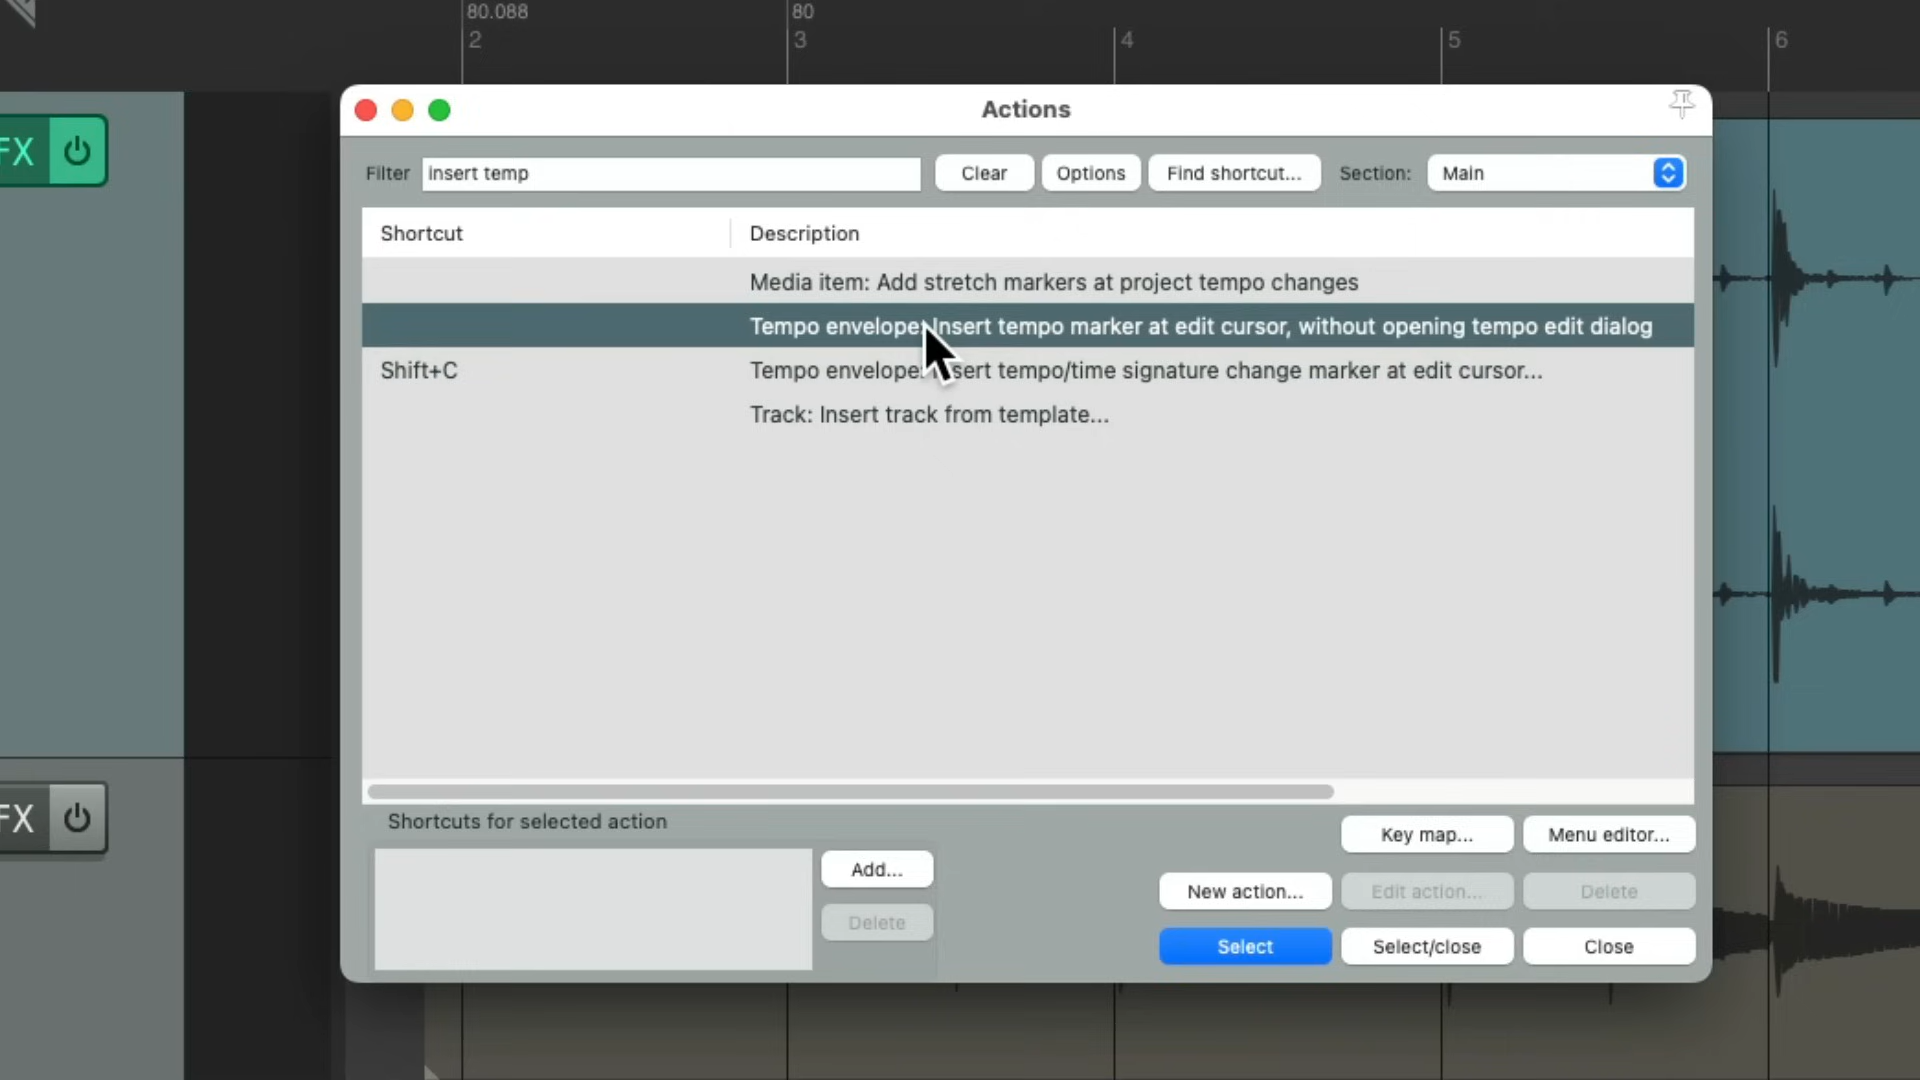 80.088
80
2
3
4
5
6
Actions
FX
Filter
insert temp
Clear
Options
Find shortcut...
Section:
Main
Shortcut
Description
Media item: Add stretch markers at project tempo changes
Tempo envelope: Insert tempo marker at edit cursor, without opening tempo edit dialog
Shift+C
Tempo envelope: Insert tempo/time signature change marker at edit cursor...
Track: Insert track from template...
Shortcuts for selected action
FX
Add...
Delete
Key map...
Menu editor...
New action...
Edit action...
Delete
Select
Select/close
Close